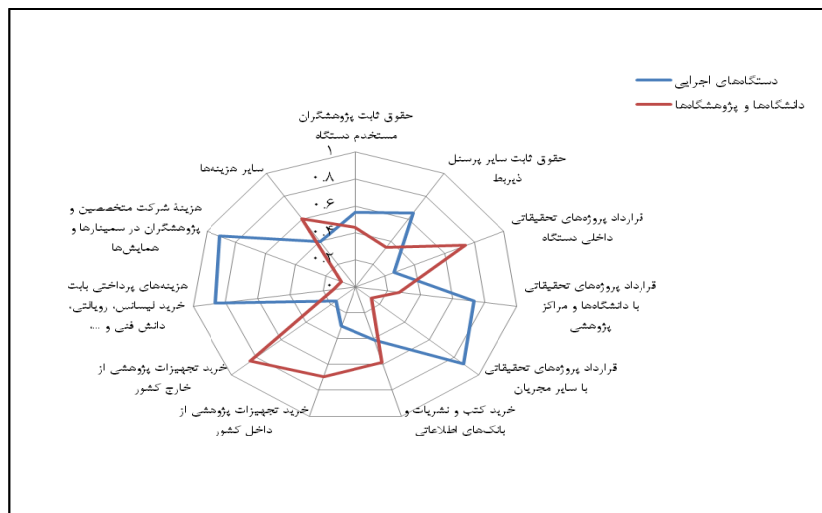 دستگاه‌های اجرایی
دانشگاه‌ها و پژوهشگاه‌ها
حقوق ثابت پژوهشگران
مستخدم دستگاه
حقوق ثابت سایر پرسنل
ذیربط
قرارداد پروژه‌های تحقیقاتی
داخلی دستگاه
قرارداد پروژه‌های تحقیقاتی
با دانشگاه‌ها و مراکز
پژوهشی
قرارداد پروژه‌های تحقیقاتی
با سایر مجریان
خرید کتب و نشریات و
بانک‌های اطلاعاتی
خرید تجهیزات پژوهشی از
داخل کشور
خرید تجهیزات پژوهشی از
خارج کشور
هزینه‌های پرداختی بابت
خرید لیسانس، رویالتی،
دانش فنی و ...
هزینهٔ شرکت متخصصین و
پژوهشگران در سمینارها و
همایش‌ها
سایر هزینه‌ها
۱
۰.۸
۰.۶
۰.۴
۰.۲
۰